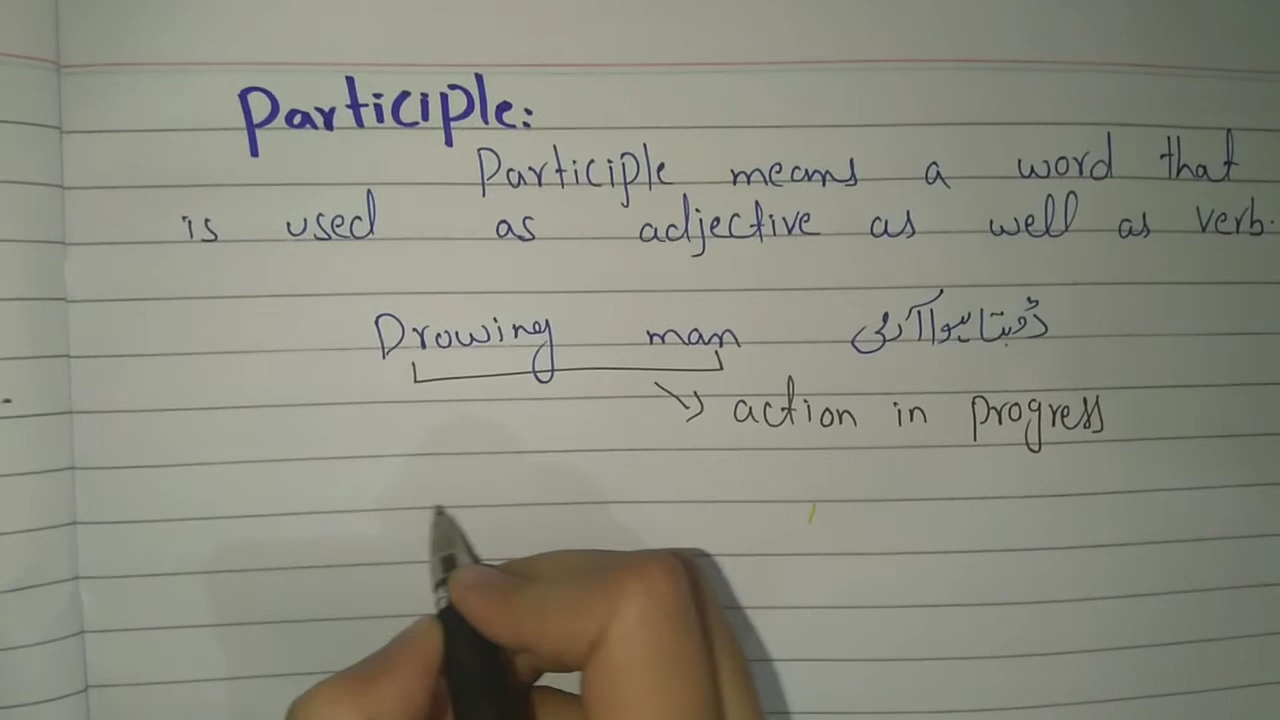 Participle:
Participle means a word that
is used as adjective as well as verb.
Drowing man ڈوبتا ہوا آدمی
action in progress